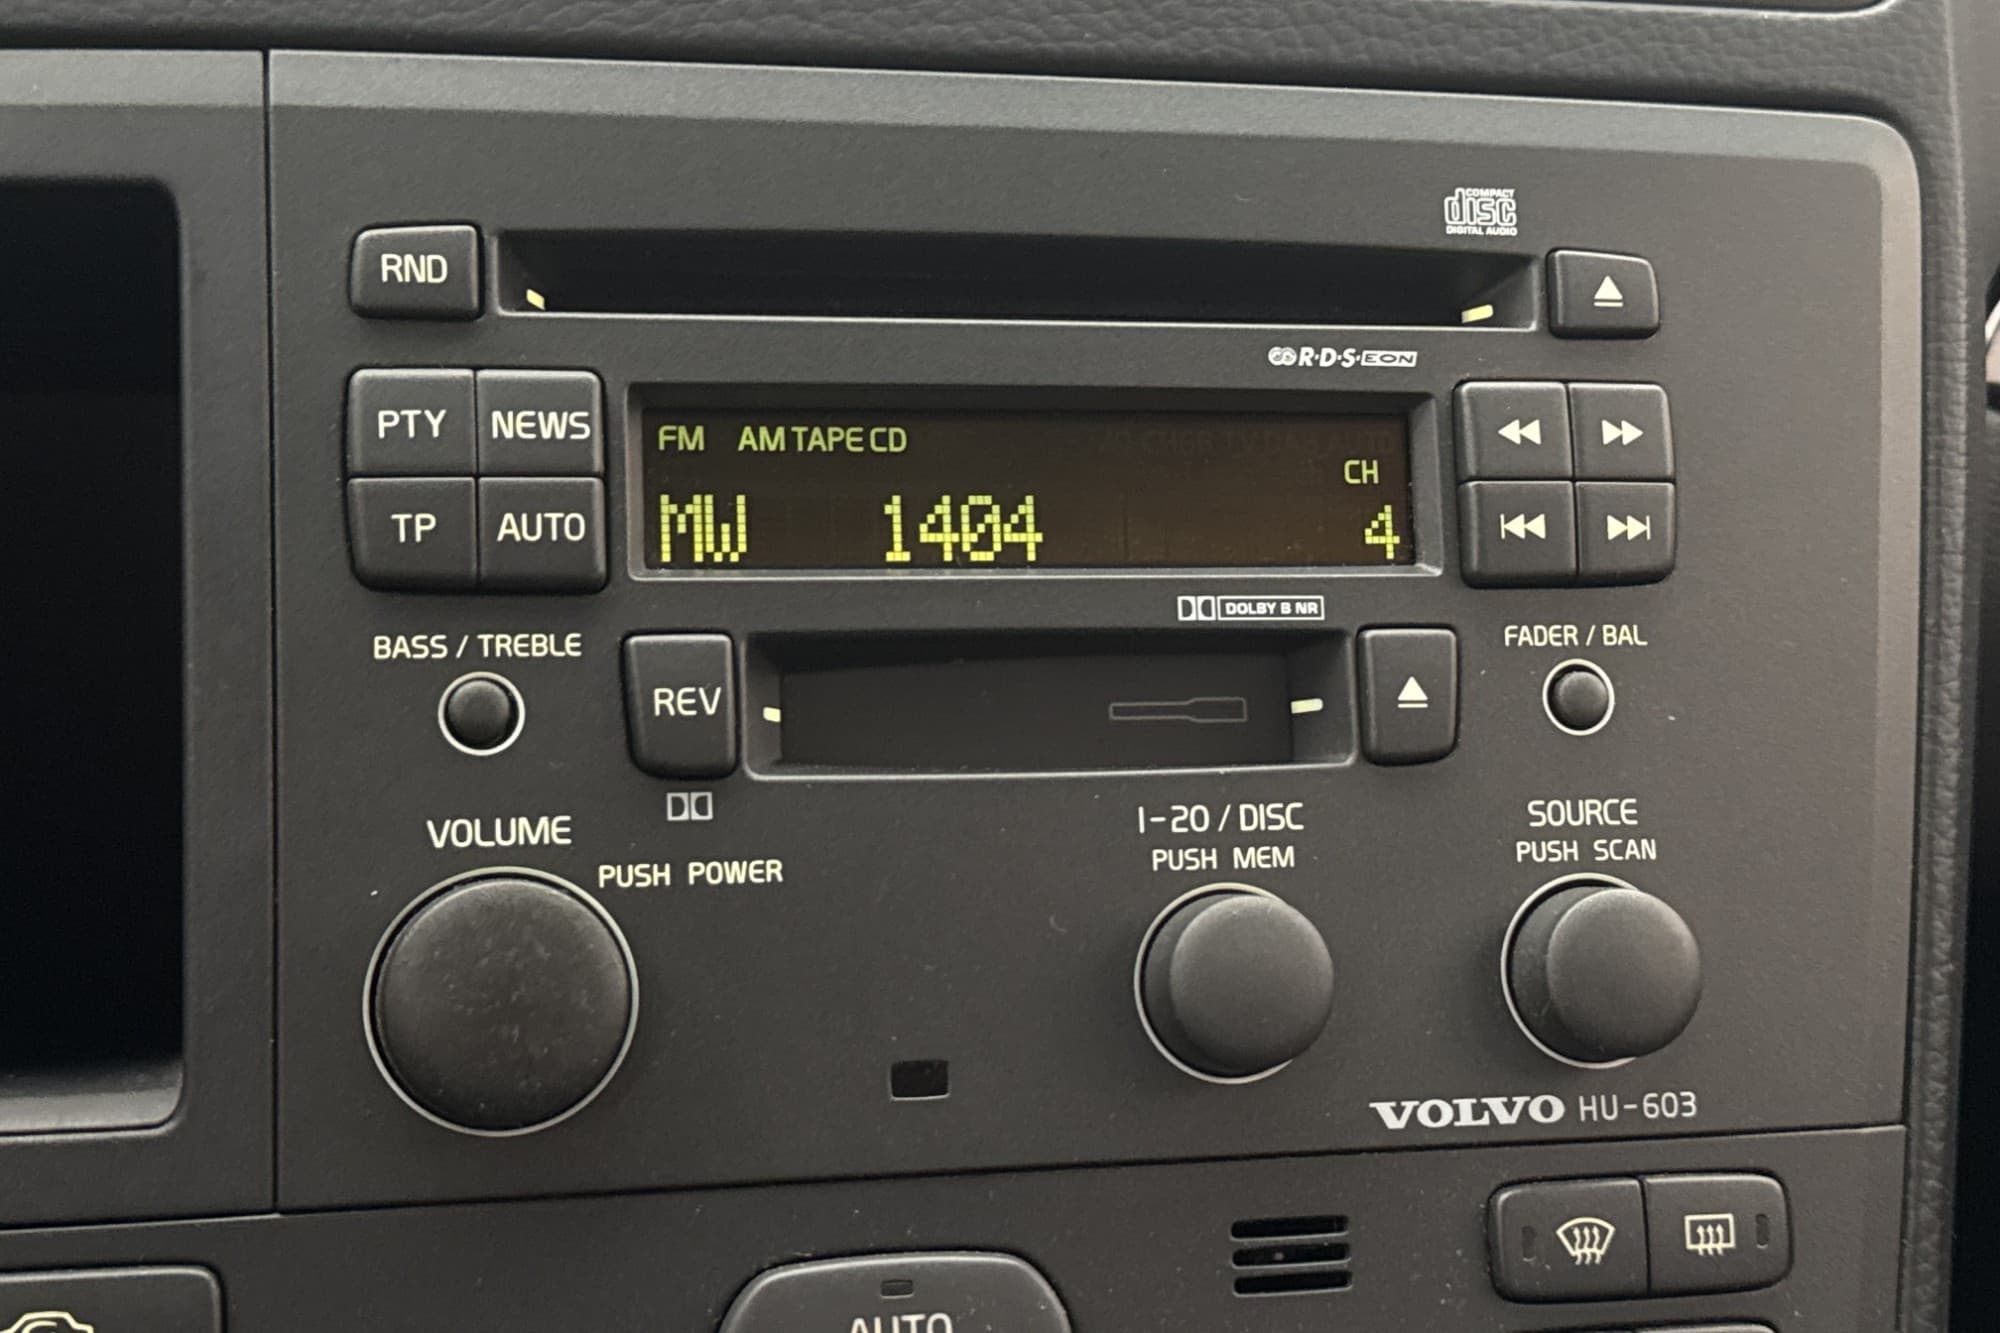 COMPACT
disc
DIGITAL AUDIO
RND
R·D·S·EON
PTY NEWS
FM AM TAPE CD
CH
TP AUTO
MW 1404 4
DOLBY B NR
BASS / TREBLE
FADER / BAL
REV
VOLUME
PUSH POWER
1-20 / DISC
PUSH MEM
SOURCE
PUSH SCAN
VOLVO HU-603
AUTO